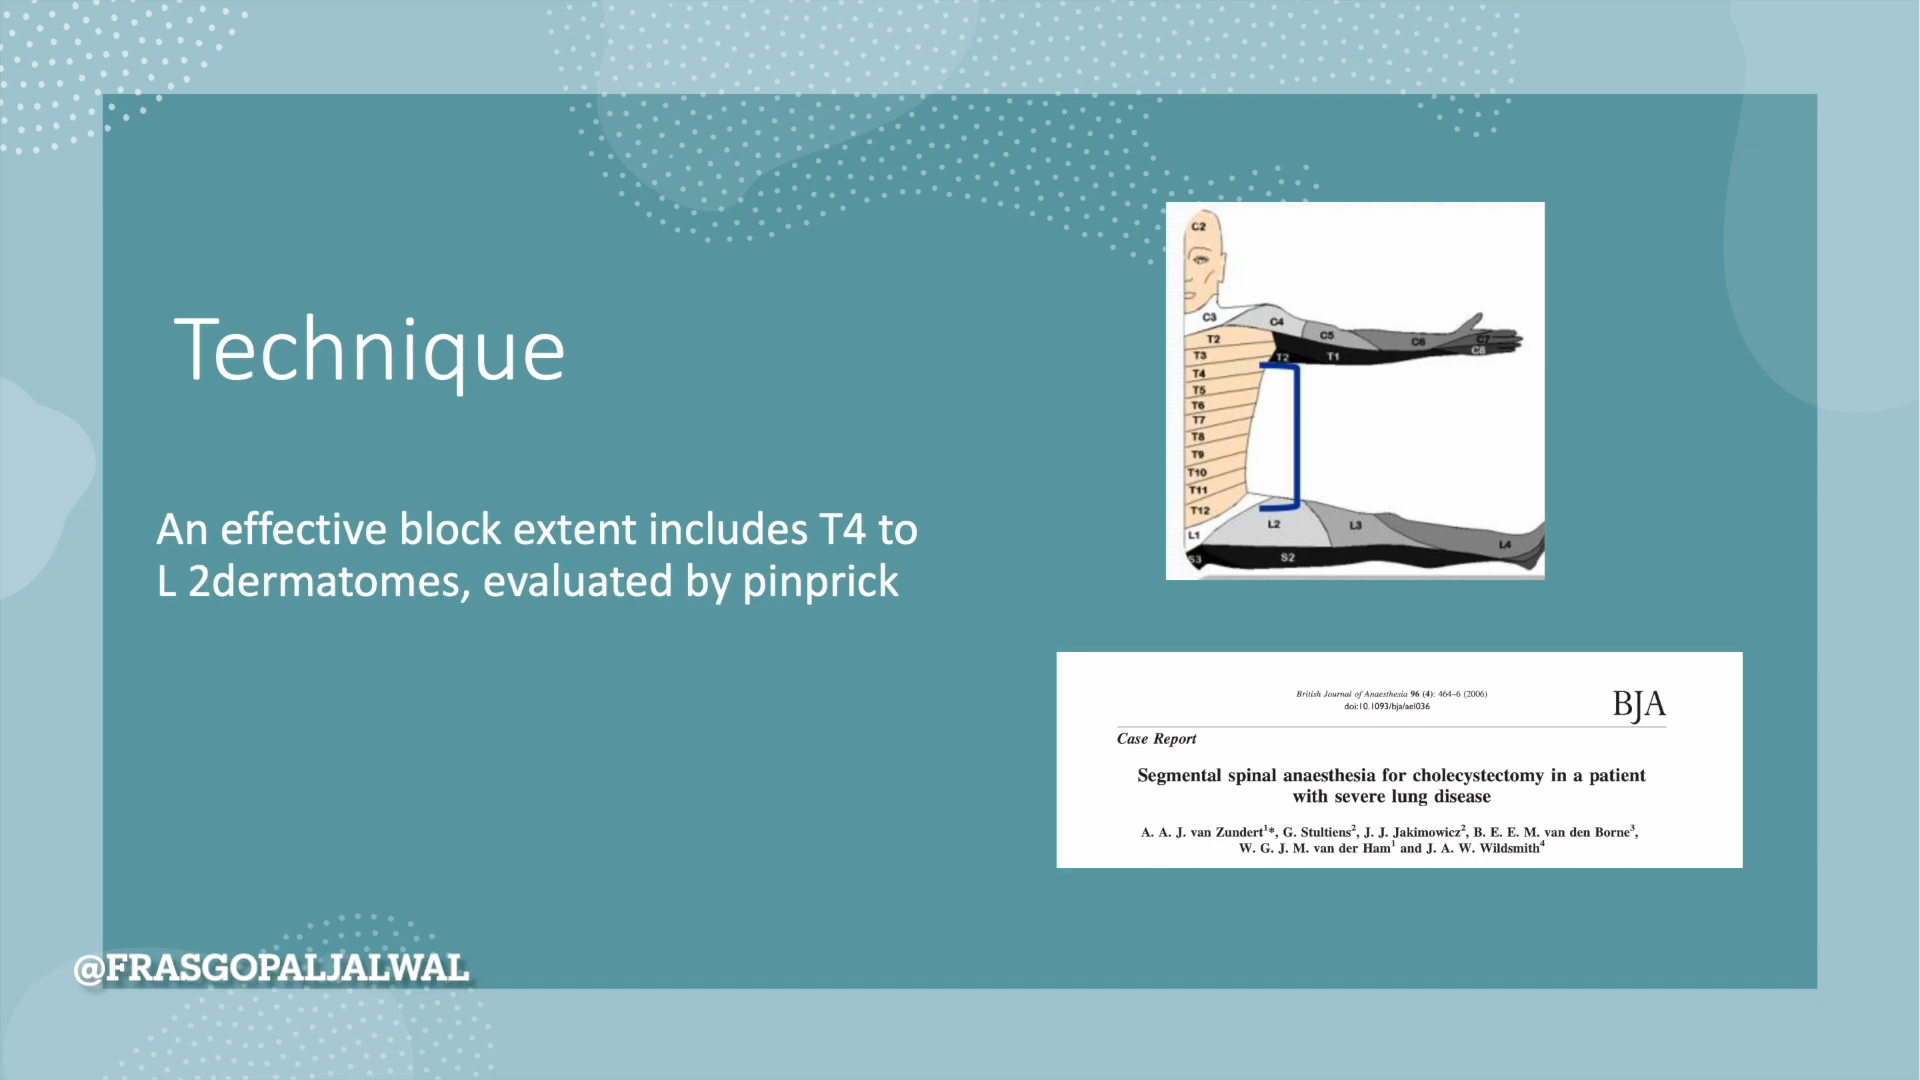 Technique
An effective block extent includes T4 to
L 2dermatomes, evaluated by pinprick
C2
C3
C4
C5
C6
C7
C8
T2
T2
T1
T3
T4
T5
T6
T7
T8
T9
T10
T11
T12
L1
L2
L3
L4
S3
S2
British Journal of Anaesthesia 96 (4): 464–6 (2006)
doi:10.1093/bja/ael036
BJA
Case Report
Segmental spinal anaesthesia for cholecystectomy in a patient
with severe lung disease
A. A. J. van Zundert1*, G. Stultiens2, J. J. Jakimowicz2, B. E. E. M. van den Borne3,
W. G. J. M. van der Ham1 and J. A. W. Wildsmith4
@FRASGOPALJALWAL